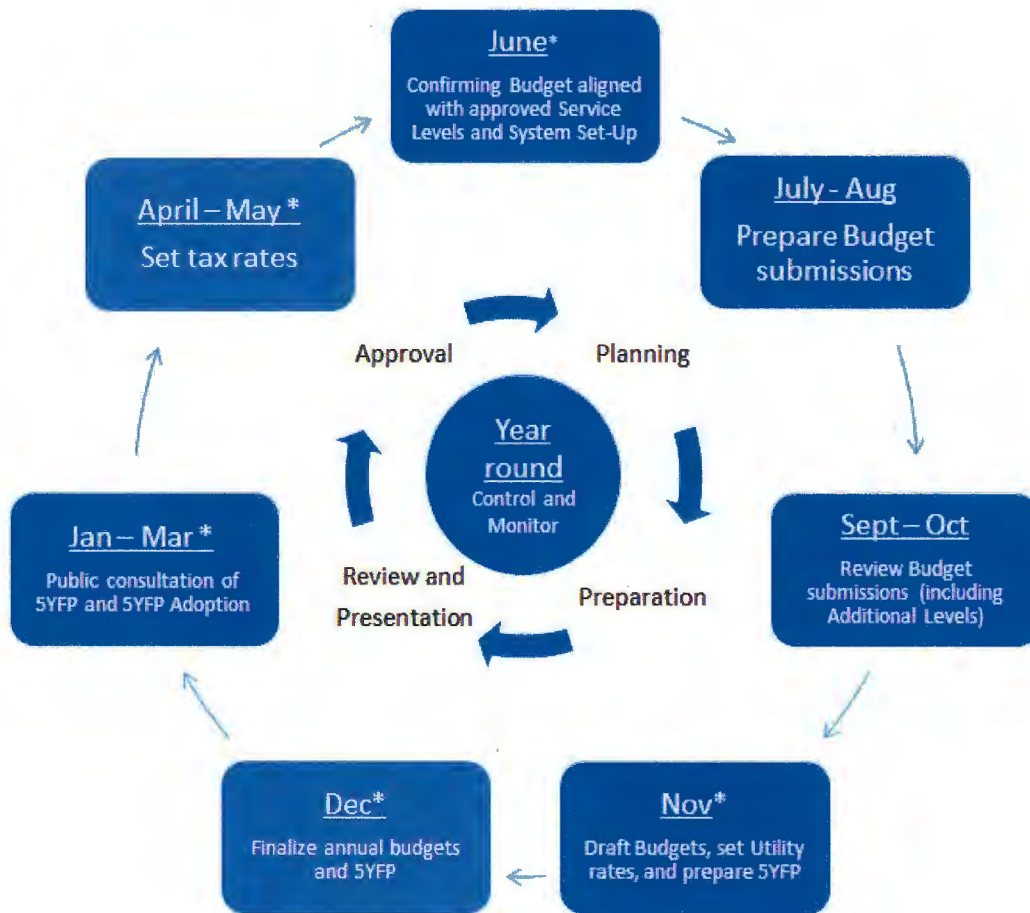 June*
Confirming Budget aligned
with approved Service
Levels and System Set-Up
July - Aug
Prepare Budget
submissions
Sept – Oct
Review Budget
submissions (including
Additional Levels)
Nov*
Draft Budgets, set Utility
rates, and prepare 5YFP
Dec*
Finalize annual budgets
and 5YFP
Jan – Mar *
Public consultation of
5YFP and 5YFP Adoption
April – May *
Set tax rates
Approval
Planning
Preparation
Review and
Presentation
Year
round
Control and
Monitor